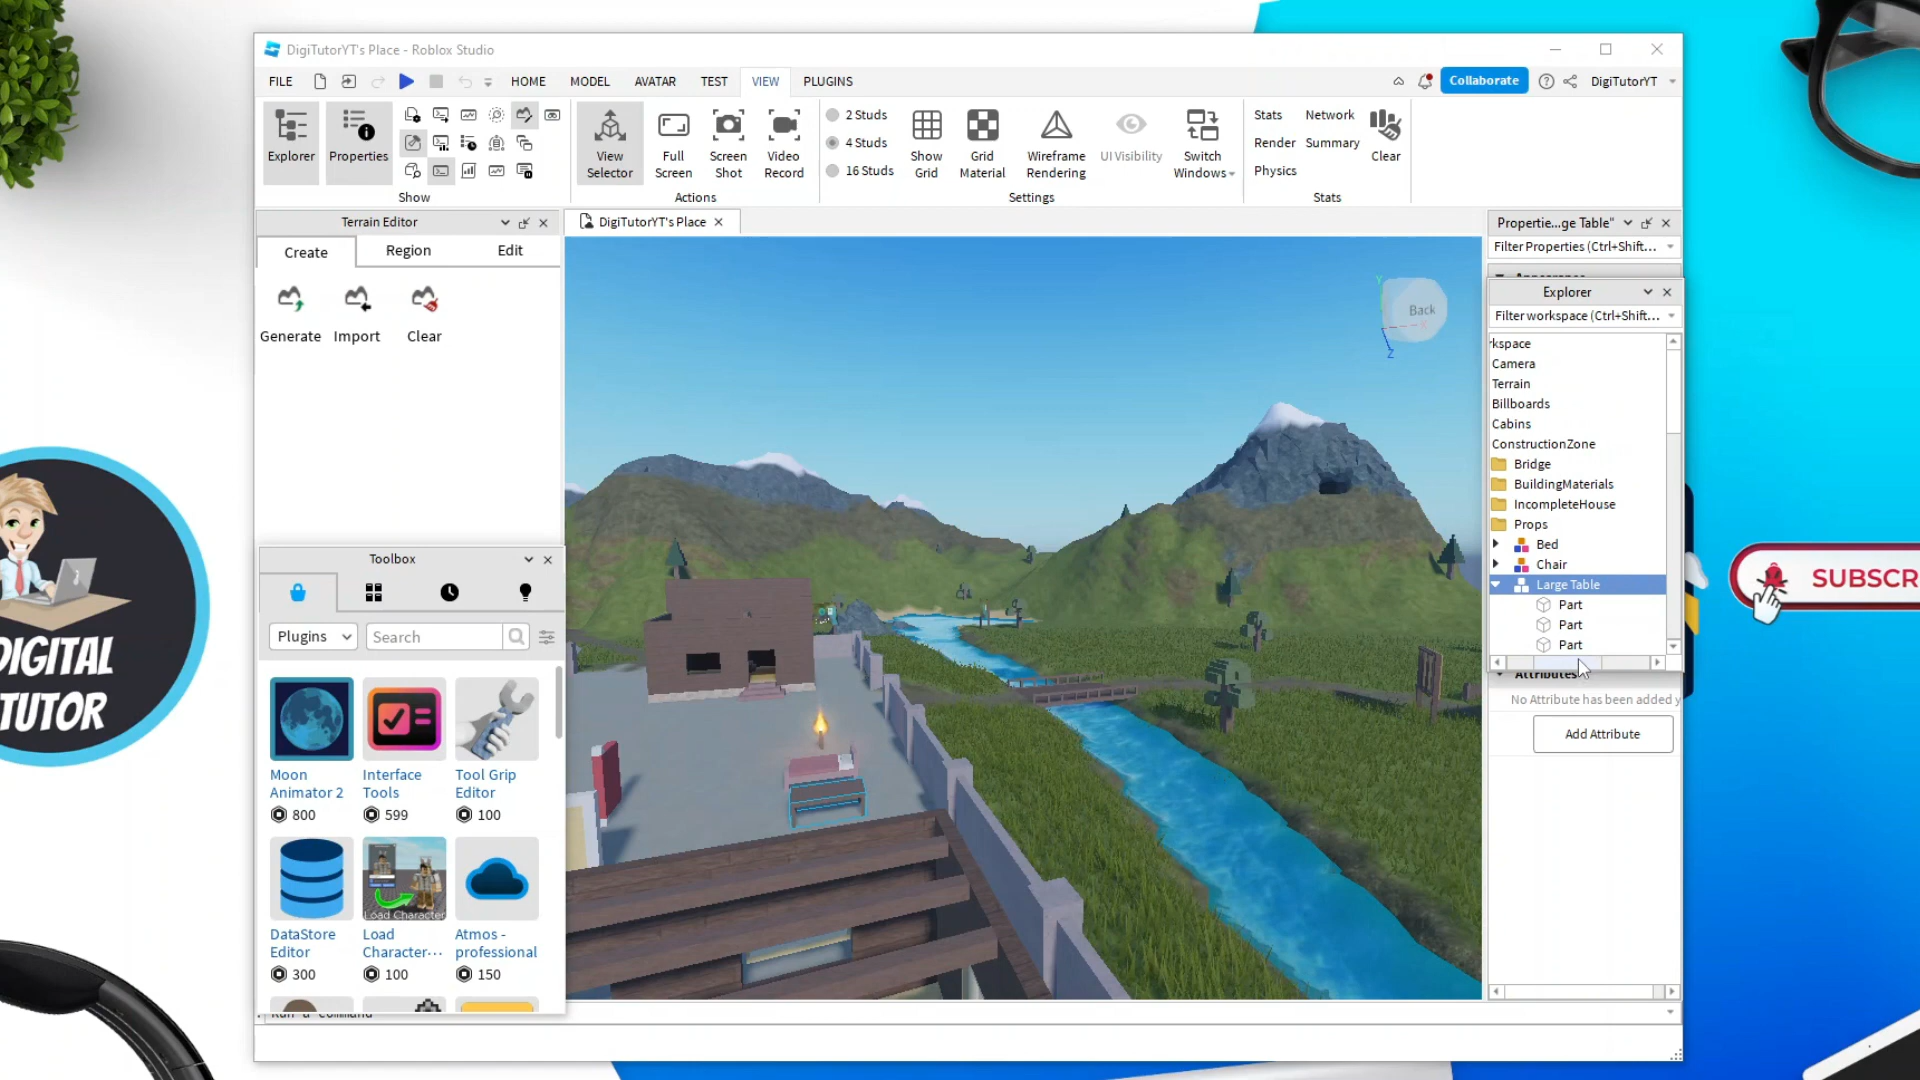 DigiTutorYT's Place - Roblox Studio
FILE HOME MODEL AVATAR TEST VIEW PLUGINS Collaborate DigiTutorYT
Explorer
Properties
Show
View Selector
Full Screen
Screen Shot
Video Record
Actions
2 Studs
4 Studs
16 Studs
Show Grid
Grid Material
Wireframe Rendering
UI Visibility
Switch Windows
Settings
Stats Network
Render Summary
Physics
Clear
Stats
Terrain Editor
Create Region Edit
Generate Import Clear
DigiTutorYT's Place
Back
Y
X
Z
Propertie...ge Table"
Filter Properties (Ctrl+Shift...
Explorer
Filter workspace (Ctrl+Shift...
rkspace
Camera
Terrain
Billboards
Cabins
ConstructionZone
Bridge
BuildingMaterials
IncompleteHouse
Props
Bed
Chair
Large Table
Part
Part
Part
Attributes
No Attribute has been added y
Add Attribute
Toolbox
Plugins Search
Moon Animator 2
800
Interface Tools
599
Tool Grip Editor
100
DataStore Editor
300
Load Character
Load Character···
100
Atmos - professional
150
Run a command
DIGITAL
TUTOR
SUBSCR